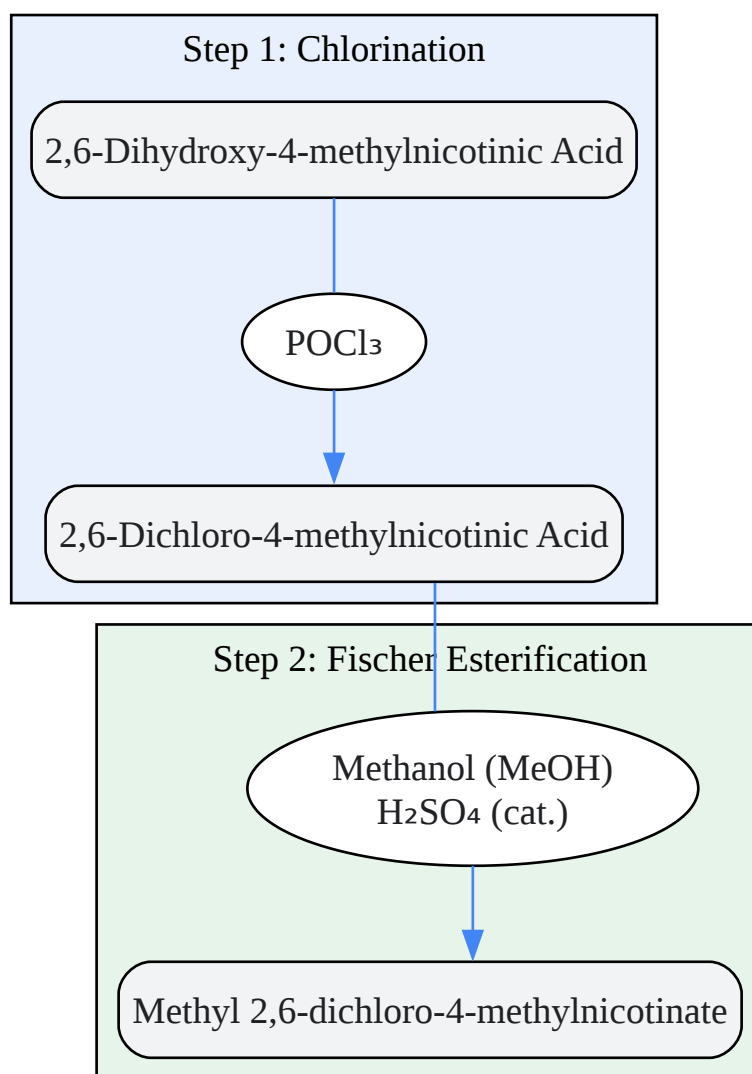 Step 1: Chlorination
2,6-Dihydroxy-4-methylnicotinic Acid
POCl₃
2,6-Dichloro-4-methylnicotinic Acid
Step 2: Fischer Esterification
Methanol (MeOH)
H₂SO₄ (cat.)
Methyl 2,6-dichloro-4-methylnicotinate